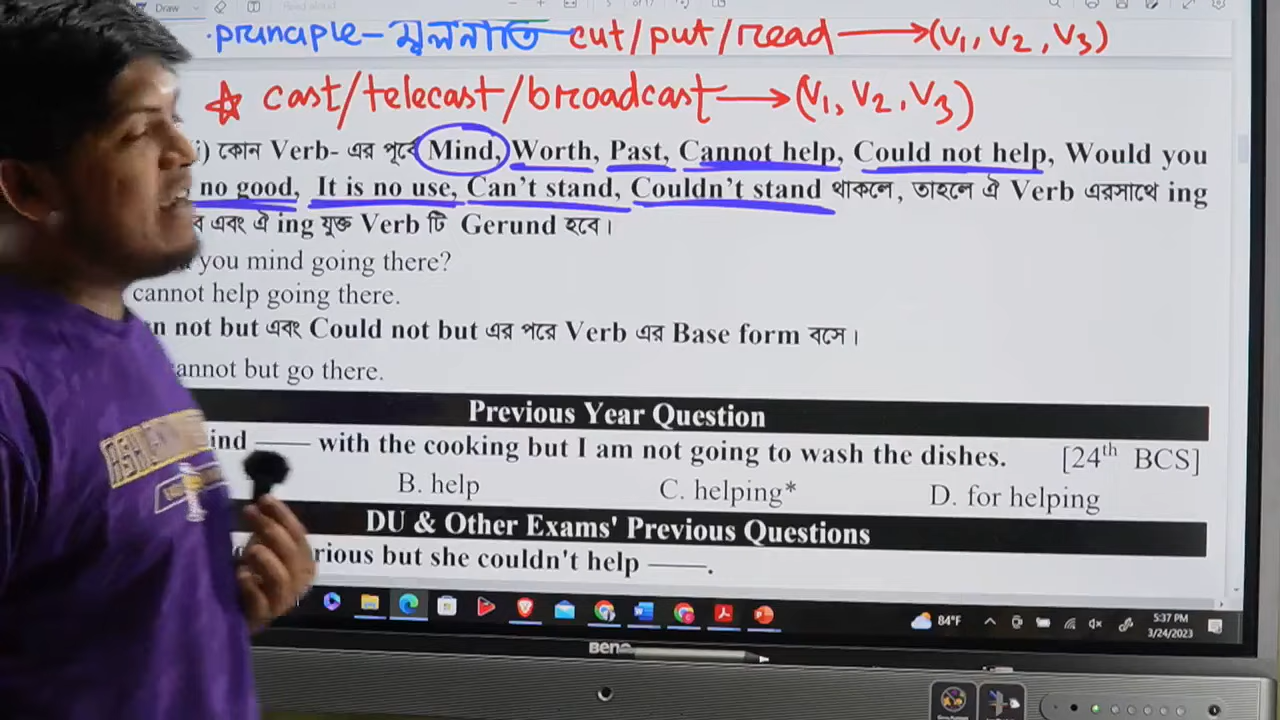 Draw
principle - মূলনীতি cut/put/read → (V1, V2, V3)
☆ cast/telecast/broadcast → (V1, V2, V3)
i) কোন Verb- এর পূর্বে Mind, Worth, Past, Cannot help, Could not help, Would you
no good, It is no use, Can't stand, Couldn't stand থাকলে, তাহলে ঐ Verb এরসাথে ing
এবং ঐ ing যুক্ত Verb টি Gerund হবে।
you mind going there?
cannot help going there.
n not but এবং Could not but এর পরে Verb এর Base form বসে।
cannot but go there.
Previous Year Question
ind —— with the cooking but I am not going to wash the dishes. [24th BCS]
B. help C. helping* D. for helping
DU & Other Exams' Previous Questions
rious but she couldn't help ——.
84°F
5:37 PM
3/24/2023
BenQ